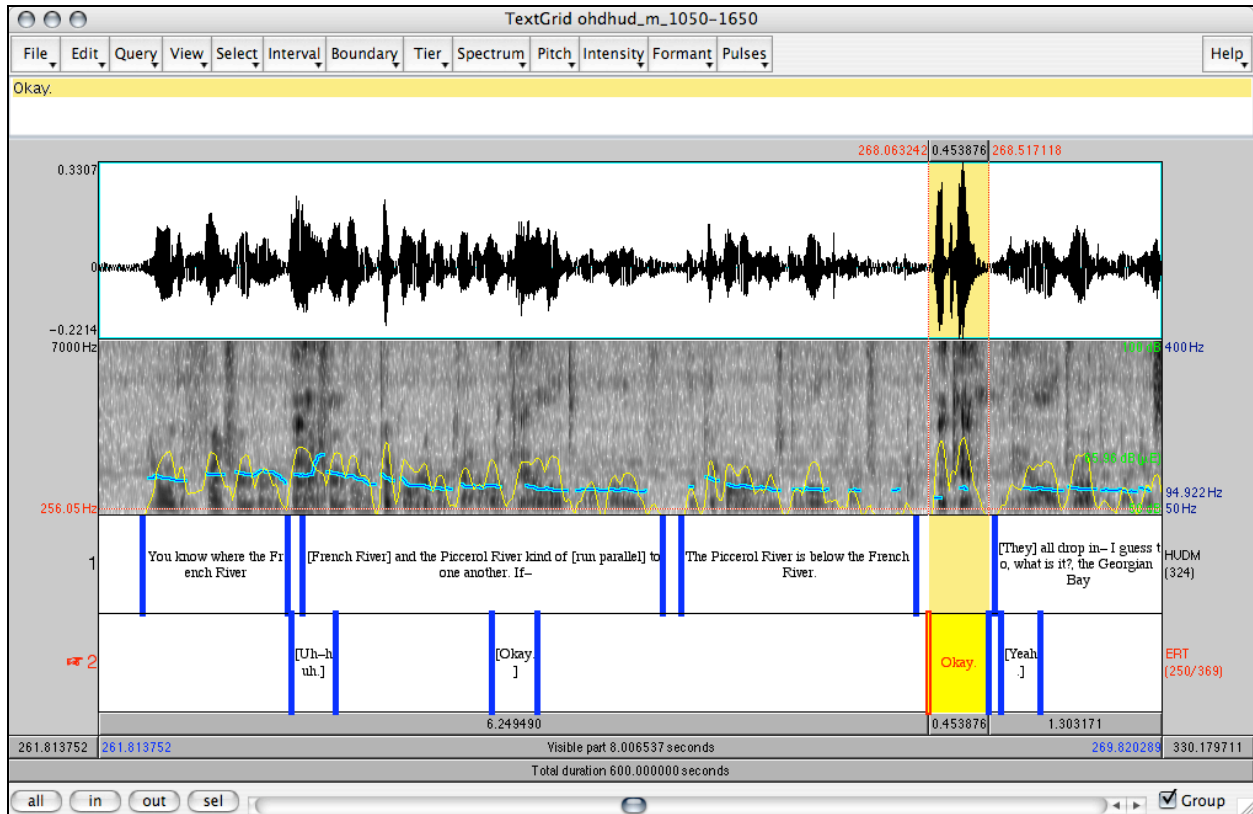 TextGrid ohdhud_m_1050-1650
File Edit Query View Select Interval Boundary Tier Spectrum Pitch Intensity Formant Pulses Help
Okay.
268.063242 0.453876 268.517118
0.3307
0
-0.2214
7000 Hz 400 Hz
94.922 Hz
256.05 Hz 50 Hz
1
You know where the Fr
ench River
[French River] and the Piccerol River kind of [run parallel] to
one another. If–
The Piccerol River is below the French
River.
[They] all drop in– I guess t
o, what is it?, the Georgian
Bay
HUDM
(324)
2
[Uh–h
uh.]
[Okay.
]
Okay.
[Yeah
.]
ERT
(250/369)
6.249490 0.453876 1.303171
261.813752 261.813752 Visible part 8.006537 seconds 269.820289 330.179711
Total duration 600.000000 seconds
all in out sel Group